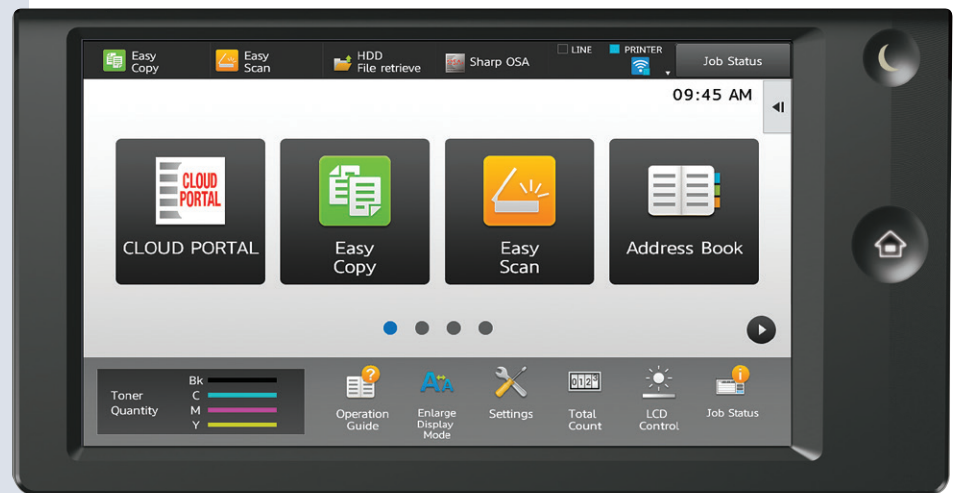 Easy
Copy
Easy
Scan
HDD
File retrieve
Sharp OSA
LINE
PRINTER
Job Status
09:45 AM
CLOUD
PORTAL
CLOUD PORTAL
Easy
Copy
Easy
Scan
Address Book
Toner
Quantity
Bk
C
M
Y
Operation
Guide
Enlarge
Display
Mode
Settings
Total
Count
LCD
Control
Job Status